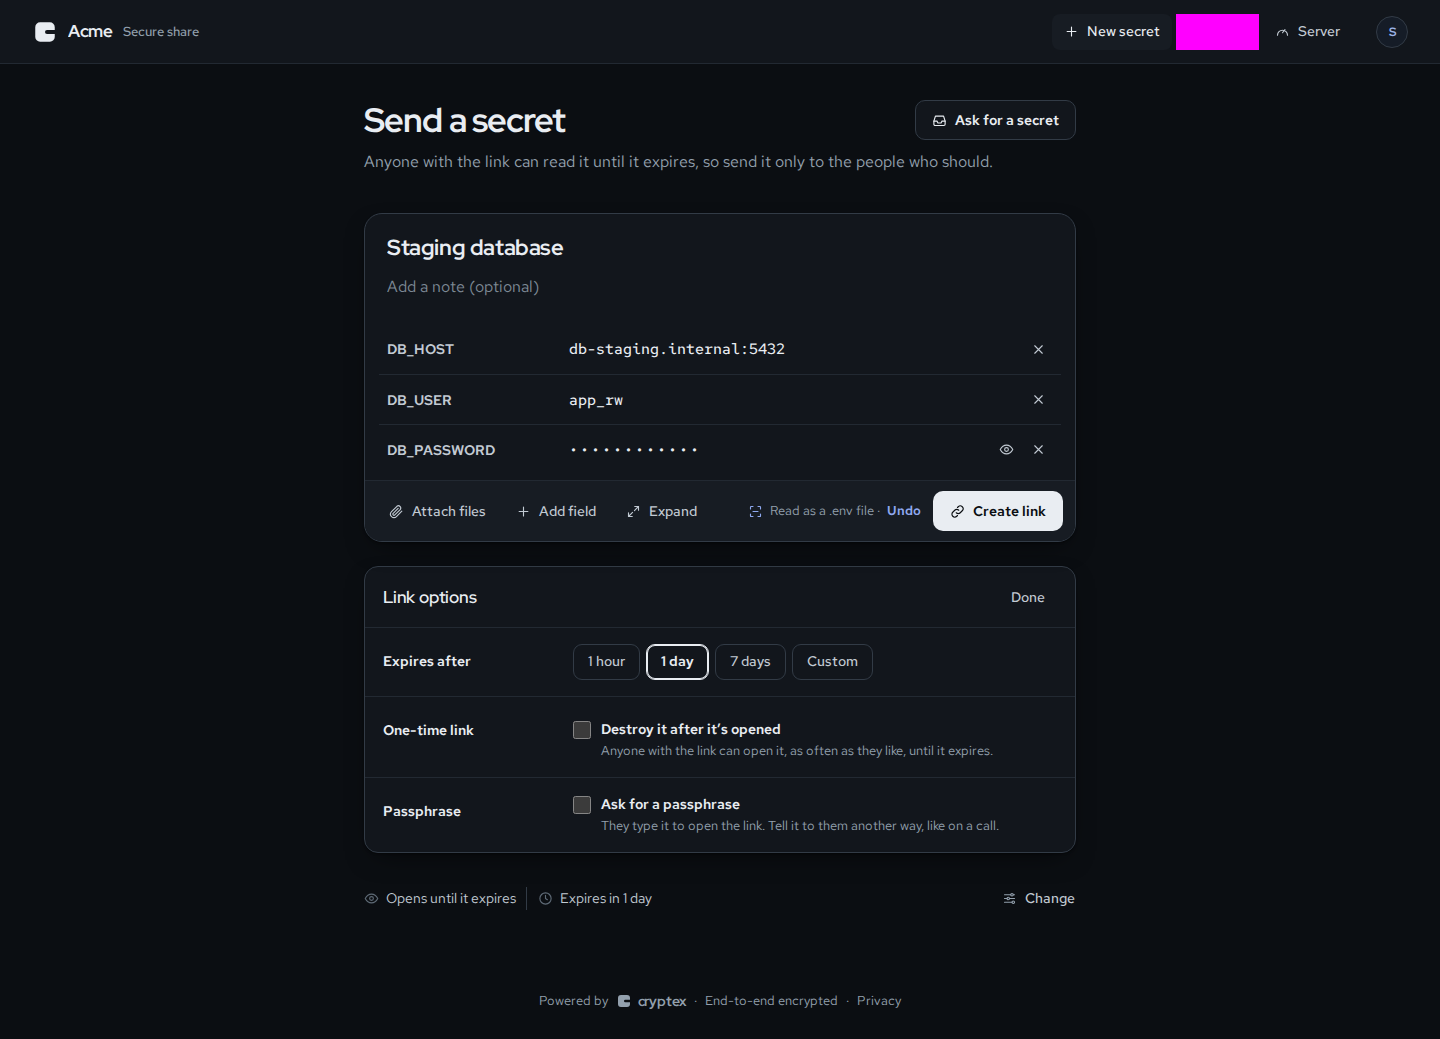 Acme Secure share
New secret
Server
S
Send a secret
Ask for a secret
Anyone with the link can read it until it expires, so send it only to the people who should.
Staging database
Add a note (optional)
DB_HOST db-staging.internal:5432
DB_USER app_rw
DB_PASSWORD ••••••••••••
Attach files
Add field
Expand
Read as a .env file · Undo
Create link
Link options
Done
Expires after
1 hour
1 day
7 days
Custom
One-time link
Destroy it after it’s opened
Anyone with the link can open it, as often as they like, until it expires.
Passphrase
Ask for a passphrase
They type it to open the link. Tell it to them another way, like on a call.
Opens until it expires
Expires in 1 day
Change
Powered by cryptex · End-to-end encrypted · Privacy